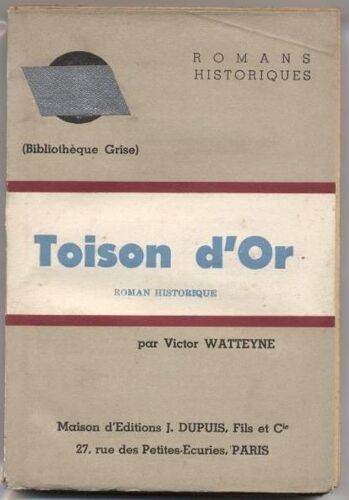 ROMANS
HISTORIQUES
(Bibliothèque Grise)
Toison d'Or
ROMAN HISTORIQUE
par Victor WATTEYNE
Maison d'Editions J. DUPUIS, Fils et Cie
27, rue des Petites-Ecuries, PARIS